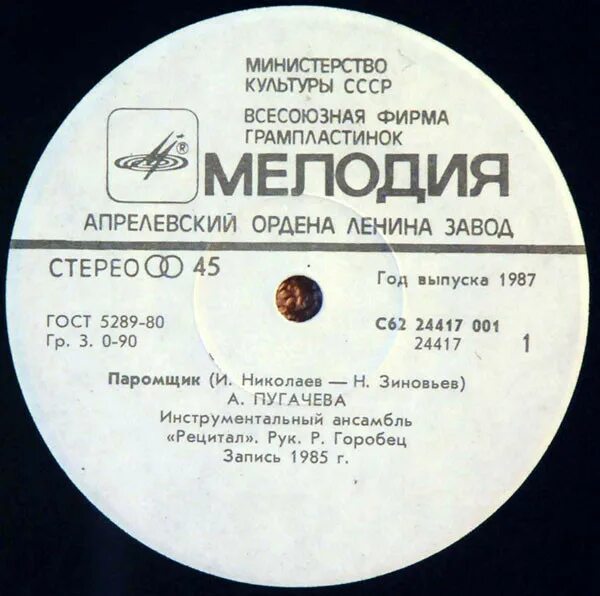 МИНИСТЕРСТВО
КУЛЬТУРЫ СССР
ВСЕСОЮЗНАЯ ФИРМА
ГРАМПЛАСТИНОК
®
МЕЛОДИЯ
АПРЕЛЕВСКИЙ ОРДЕНА ЛЕНИНА ЗАВОД
СТЕРЕО 45
Год выпуска 1987
ГОСТ 5289-80
Гр. 3. 0-90
С62 24417 001
24417 1
Паромщик (И. Николаев — Н. Зиновьев)
А. ПУГАЧЕВА
Инструментальный ансамбль
«Рецитал». Рук. Р. Горобец
Запись 1985 г.